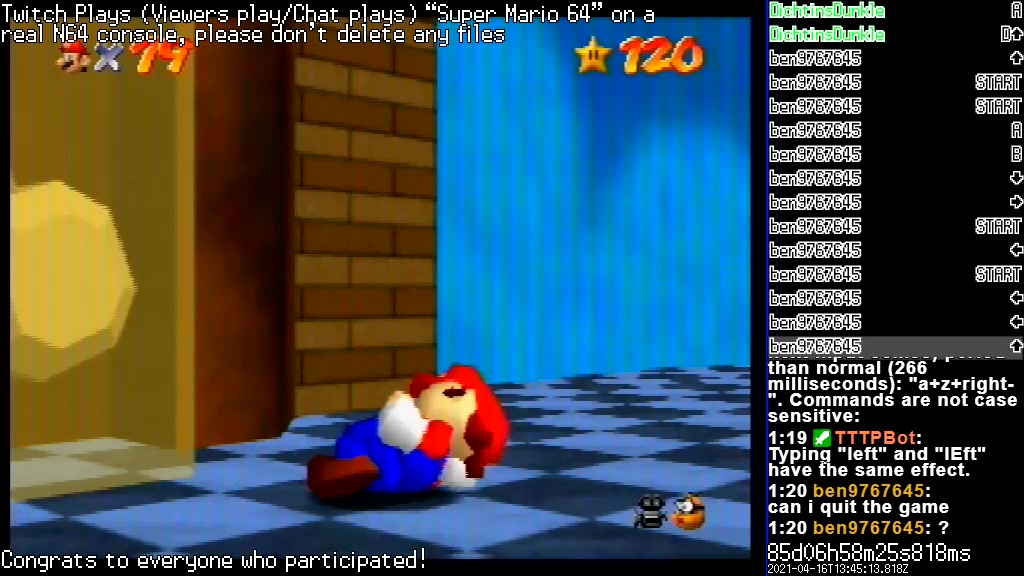 Twitch Plays (Viewers play/Chat plays) “Super Mario 64” on a
real N64 console, please don't delete any files
120
Congrats to everyone who participated!
DichtinsDunkle A
DichtinsDunkle D⇧
ben9767645 ⇧
ben9767645 START
ben9767645 START
ben9767645 A
ben9767645 B
ben9767645 ⇩
ben9767645 ⇨
ben9767645 START
ben9767645 ⇦
ben9767645 START
ben9767645 ⇦
ben9767645 ⇦
ben9767645 ⇧
than normal (266
milliseconds): "a+z+right-
". Commands are not case
sensitive:
1:19 TTTPBot:
Typing "left" and "lEft"
have the same effect.
1:20 ben9767645:
can i quit the game
1:20 ben9767645: ?
85d06h58m25s818ms
2021-04-16T13:45:13.818Z